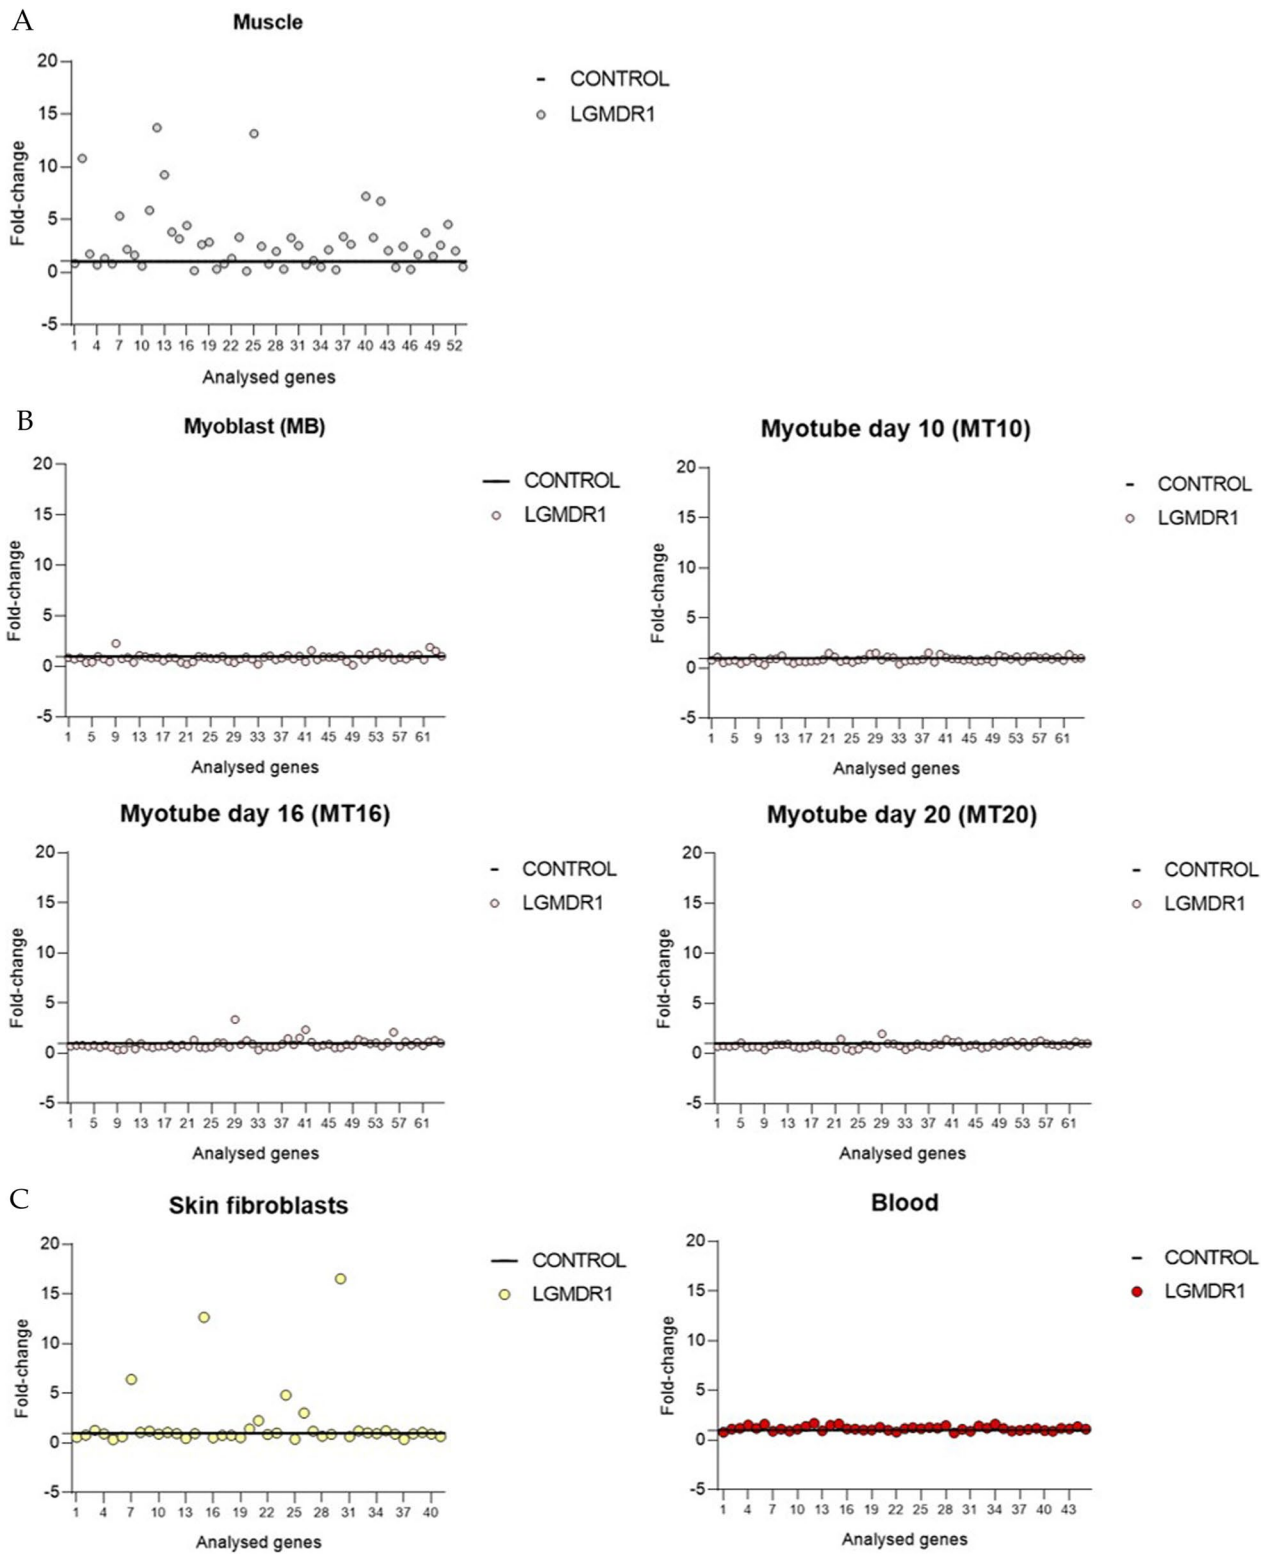 A
Muscle
20
15
10
5
0
-5
Fold-change
CONTROL
LGMDR1
1 4 7 10 13 16 19 22 25 28 31 34 37 40 43 46 49 52
Analysed genes
B
Myoblast (MB)
20
15
10
5
0
-5
Fold-change
CONTROL
LGMDR1
1 5 9 13 17 21 25 29 33 37 41 45 49 53 57 61
Analysed genes
Myotube day 10 (MT10)
20
15
10
5
0
-5
Fold-change
CONTROL
LGMDR1
1 5 9 13 17 21 25 29 33 37 41 45 49 53 57 61
Analysed genes
Myotube day 16 (MT16)
20
15
10
5
0
-5
Fold-change
CONTROL
LGMDR1
1 5 9 13 17 21 25 29 33 37 41 45 49 53 57 61
Analysed genes
Myotube day 20 (MT20)
20
15
10
5
0
-5
Fold-change
CONTROL
LGMDR1
1 5 9 13 17 21 25 29 33 37 41 45 49 53 57 61
Analysed genes
C
Skin fibroblasts
20
15
10
5
0
-5
Fold-change
CONTROL
LGMDR1
1 4 7 10 13 16 19 22 25 28 31 34 37 40
Analysed genes
Blood
20
15
10
5
0
-5
Fold-change
CONTROL
LGMDR1
1 4 7 10 13 16 19 22 25 28 31 34 37 40 43
Analysed genes